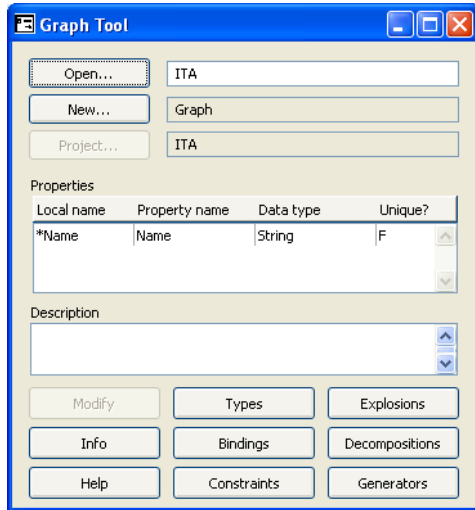 Graph Tool
Open... ITA
New... Graph
Project... ITA
Properties
Local name Property name Data type Unique?
*Name Name String F
Description
Modify Types Explosions
Info Bindings Decompositions
Help Constraints Generators